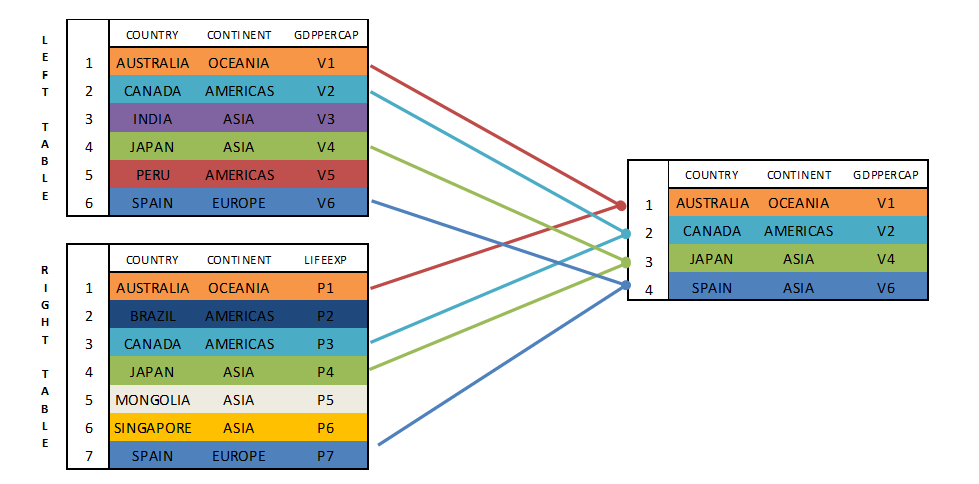 LEFT TABLE
COUNTRY CONTINENT GDPPERCAP
1 AUSTRALIA OCEANIA V1
2 CANADA AMERICAS V2
3 INDIA ASIA V3
4 JAPAN ASIA V4
5 PERU AMERICAS V5
6 SPAIN EUROPE V6
RIGHT TABLE
COUNTRY CONTINENT LIFEEXP
1 AUSTRALIA OCEANIA P1
2 BRAZIL AMERICAS P2
3 CANADA AMERICAS P3
4 JAPAN ASIA P4
5 MONGOLIA ASIA P5
6 SINGAPORE ASIA P6
7 SPAIN EUROPE P7
COUNTRY CONTINENT GDPPERCAP
1 AUSTRALIA OCEANIA V1
2 CANADA AMERICAS V2
3 JAPAN ASIA V4
4 SPAIN ASIA V6